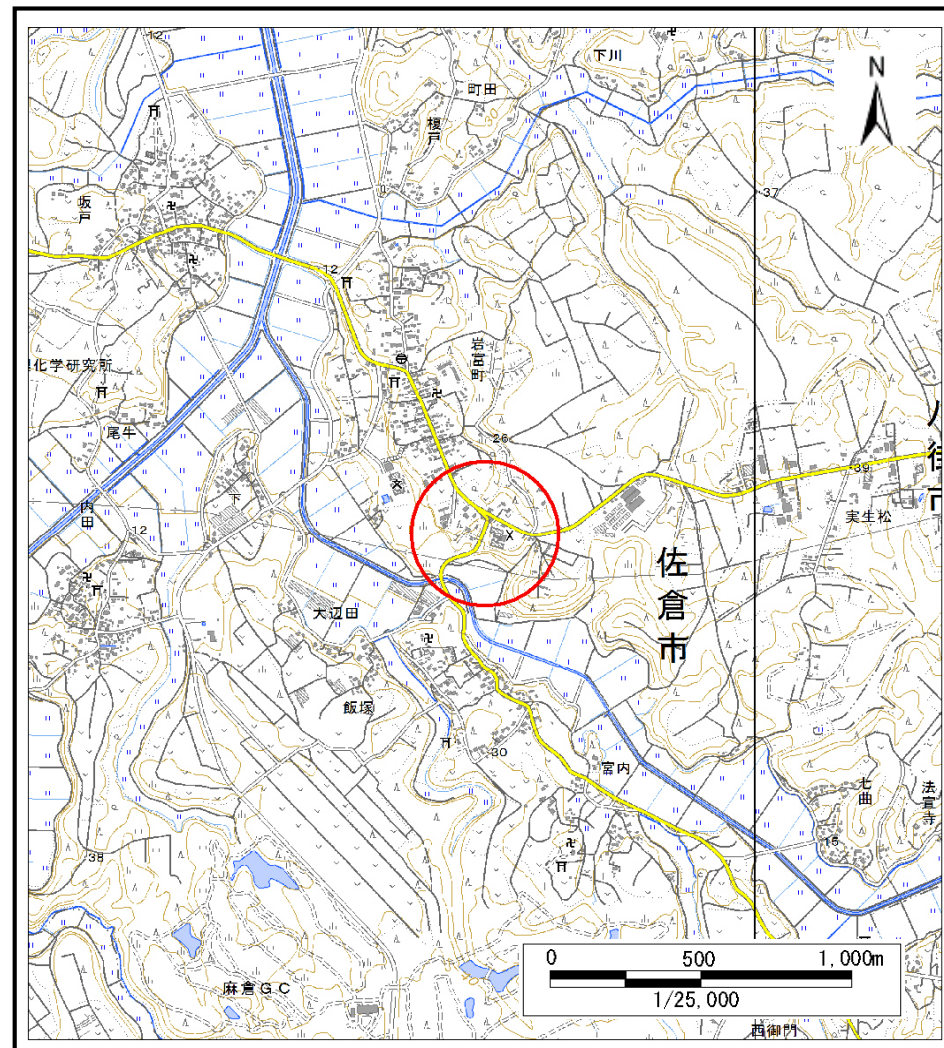 12
下川
町田
榎戸
N
37
坂戸
12
岩富町
化学研究所
尾牛
26
39
八街市
実生松
下
内田
12
佐倉市
大辺田
飯塚
30
宮内
七曲
法宣寺
15
38
麻倉GC
0 500 1,000m
1/25,000
西御門